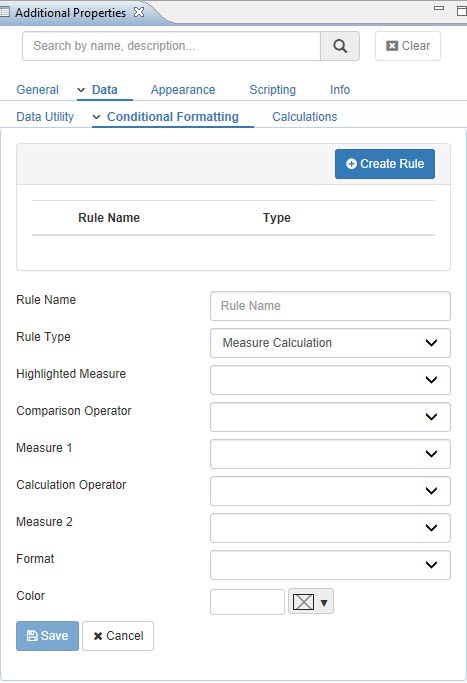 Additional Properties
Search by name, description...
Clear
General Data Appearance Scripting Info
Data Utility Conditional Formatting Calculations
Create Rule
Rule Name Type
Rule Name Rule Name
Rule Type Measure Calculation
Highlighted Measure
Comparison Operator
Measure 1
Calculation Operator
Measure 2
Format
Color
Save Cancel